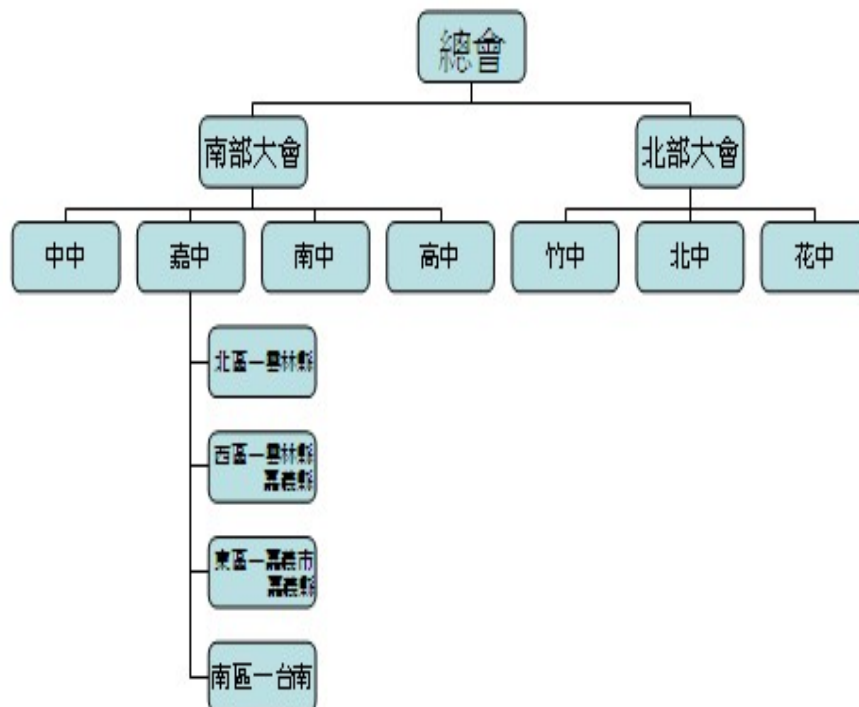 總會
南部大會
北部大會
中中
嘉中
南中
高中
竹中
北中
花中
北區一雲林縣
西區一雲林縣
嘉義縣
東區一嘉義市
嘉義縣
南區一台南